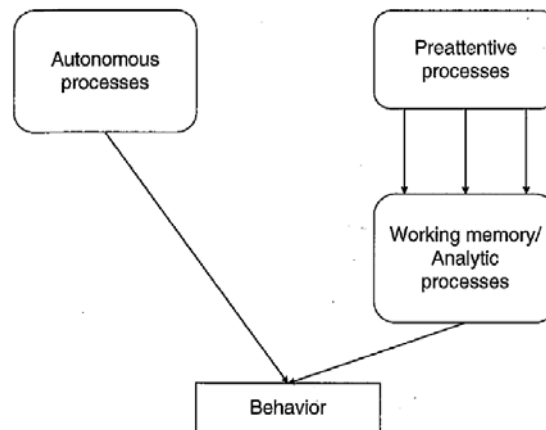 Autonomous
processes
Preattentive
processes
Working memory/
Analytic
processes
Behavior